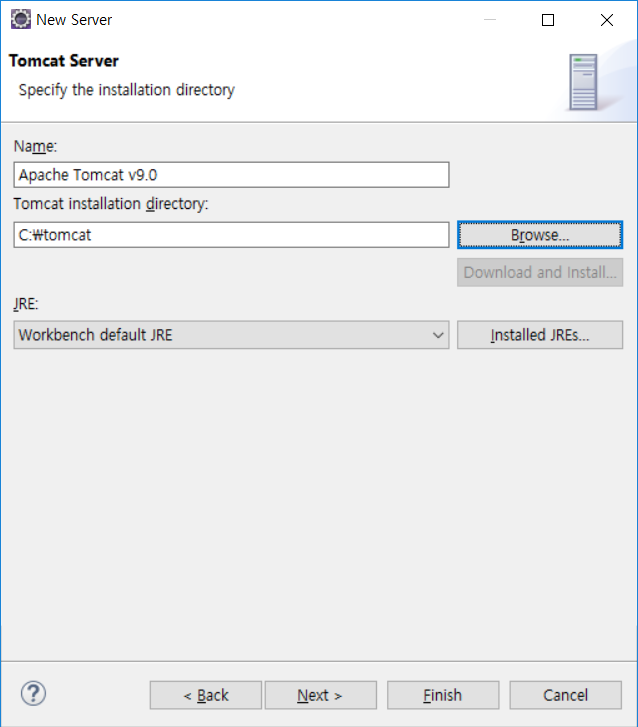 New Server
Tomcat Server
Specify the installation directory
Name:
Apache Tomcat v9.0
Tomcat installation directory:
C:₩tomcat
Browse...
Download and Install...
JRE:
Workbench default JRE
Installed JREs...
?
< Back
Next >
Finish
Cancel